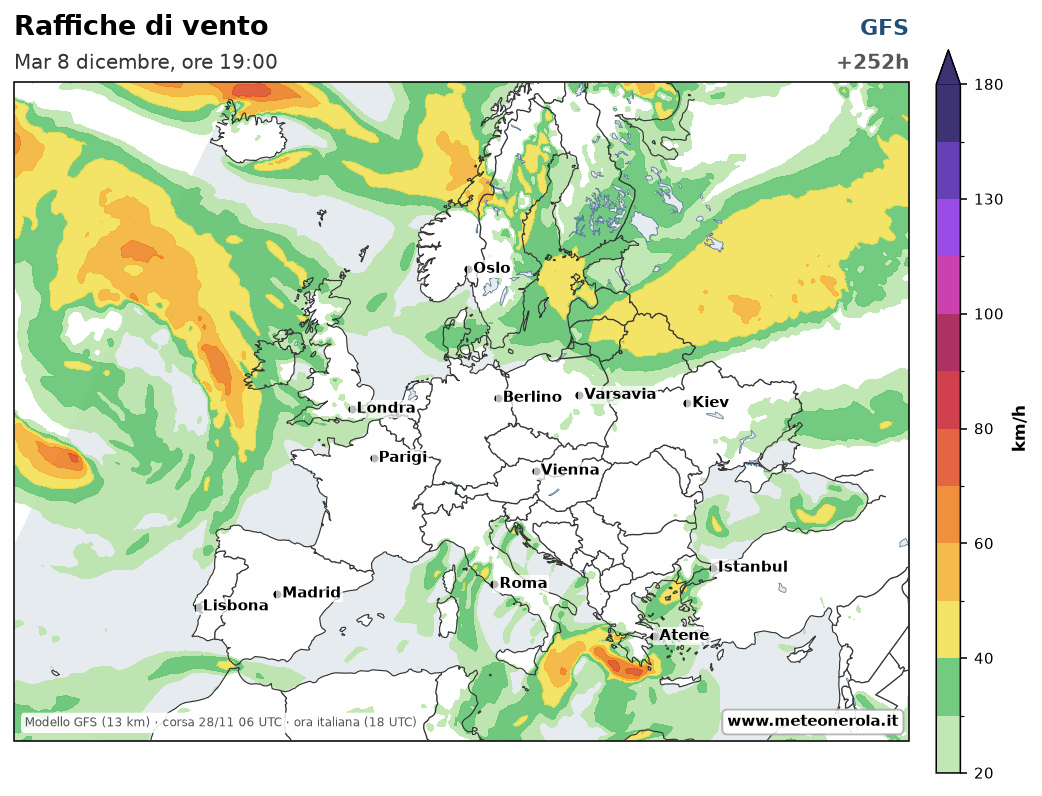 Raffiche di vento
GFS
Mar 8 dicembre, ore 19:00
+252h
180
130
100
80
60
40
20
km/h
Oslo
Berlino
Varsavia
Kiev
Londra
Parigi
Vienna
Istanbul
Roma
Madrid
Lisbona
Atene
Modello GFS (13 km) · corsa 28/11 06 UTC · ora italiana (18 UTC)
www.meteonerola.it